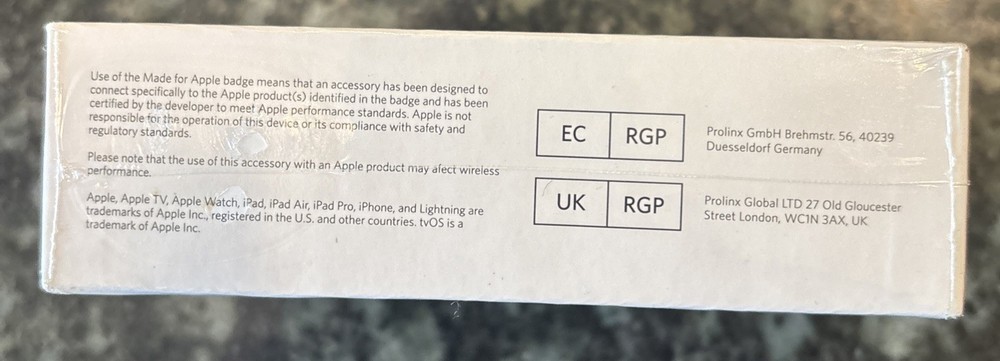 Use of the Made for Apple badge means that an accessory has been designed to
connect specifically to the Apple product(s) identified in the badge and has been
certified by the developer to meet Apple performance standards. Apple is not
responsible for the operation of this device or its compliance with safety and
regulatory standards.
Please note that the use of this accessory with an Apple product may afect wireless
performance.
Apple, Apple TV, Apple Watch, iPad, iPad Air, iPad Pro, iPhone, and Lightning are
trademarks of Apple Inc., registered in the U.S. and other countries. tvOS is a
trademark of Apple Inc.
EC RGP
Prolinx GmbH Brehmstr. 56, 40239
Duesseldorf Germany
UK RGP
Prolinx Global LTD 27 Old Gloucester
Street London, WC1N 3AX, UK